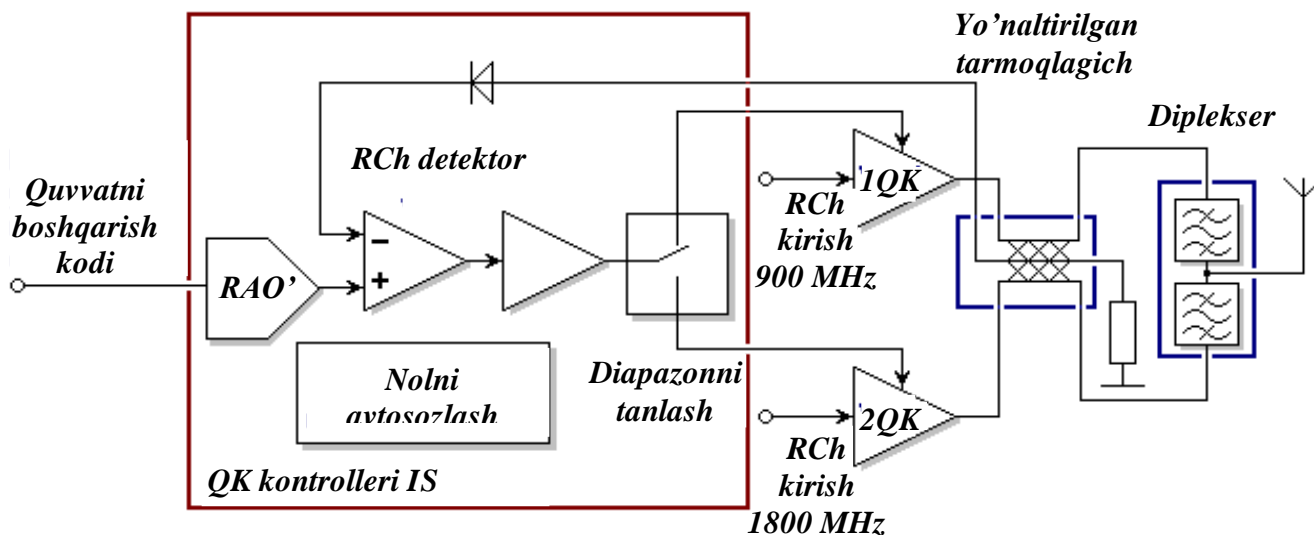 Yo’naltirilgan
tarmoqlagich
Diplekser
RCh detektor
Quvvatni
boshqarish
kodi
RAO’
1QK
RCh
kirish
900 MHz
Nolni
avtosozlash
Diapazonni
tanlash
2QK
RCh
kirish
1800 MHz
QK kontrolleri IS